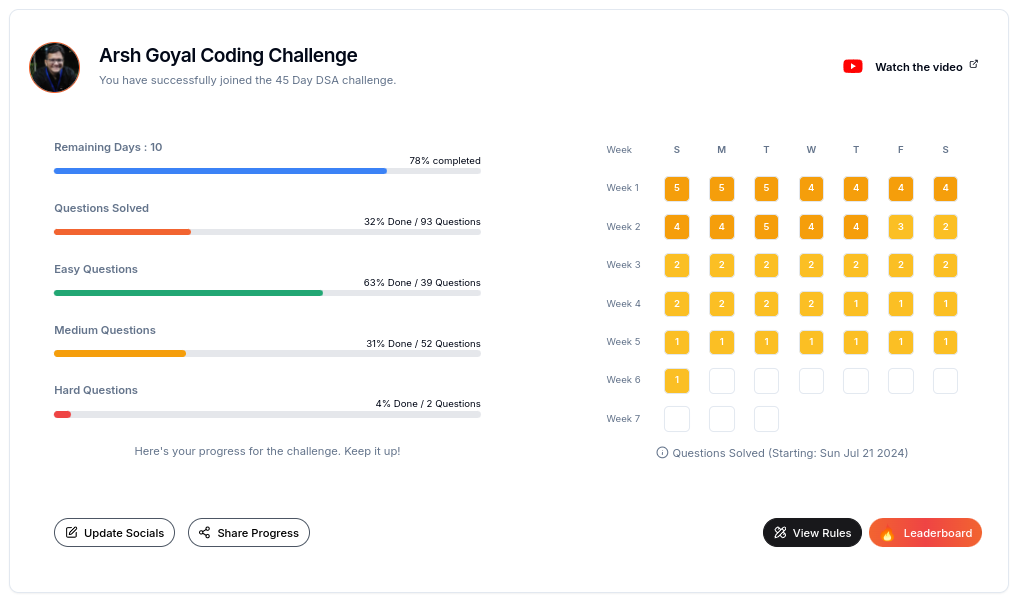 Arsh Goyal Coding Challenge
You have successfully joined the 45 Day DSA challenge.
Watch the video
Remaining Days : 10
78% completed
Questions Solved
32% Done / 93 Questions
Easy Questions
63% Done / 39 Questions
Medium Questions
31% Done / 52 Questions
Hard Questions
4% Done / 2 Questions
Here's your progress for the challenge. Keep it up!
Week S M T W T F S
Week 1 5 5 5 4 4 4 4
Week 2 4 4 5 4 4 3 2
Week 3 2 2 2 2 2 2 2
Week 4 2 2 2 2 1 1 1
Week 5 1 1 1 1 1 1 1
Week 6 1
Week 7
Questions Solved (Starting: Sun Jul 21 2024)
Update Socials
Share Progress
View Rules
Leaderboard